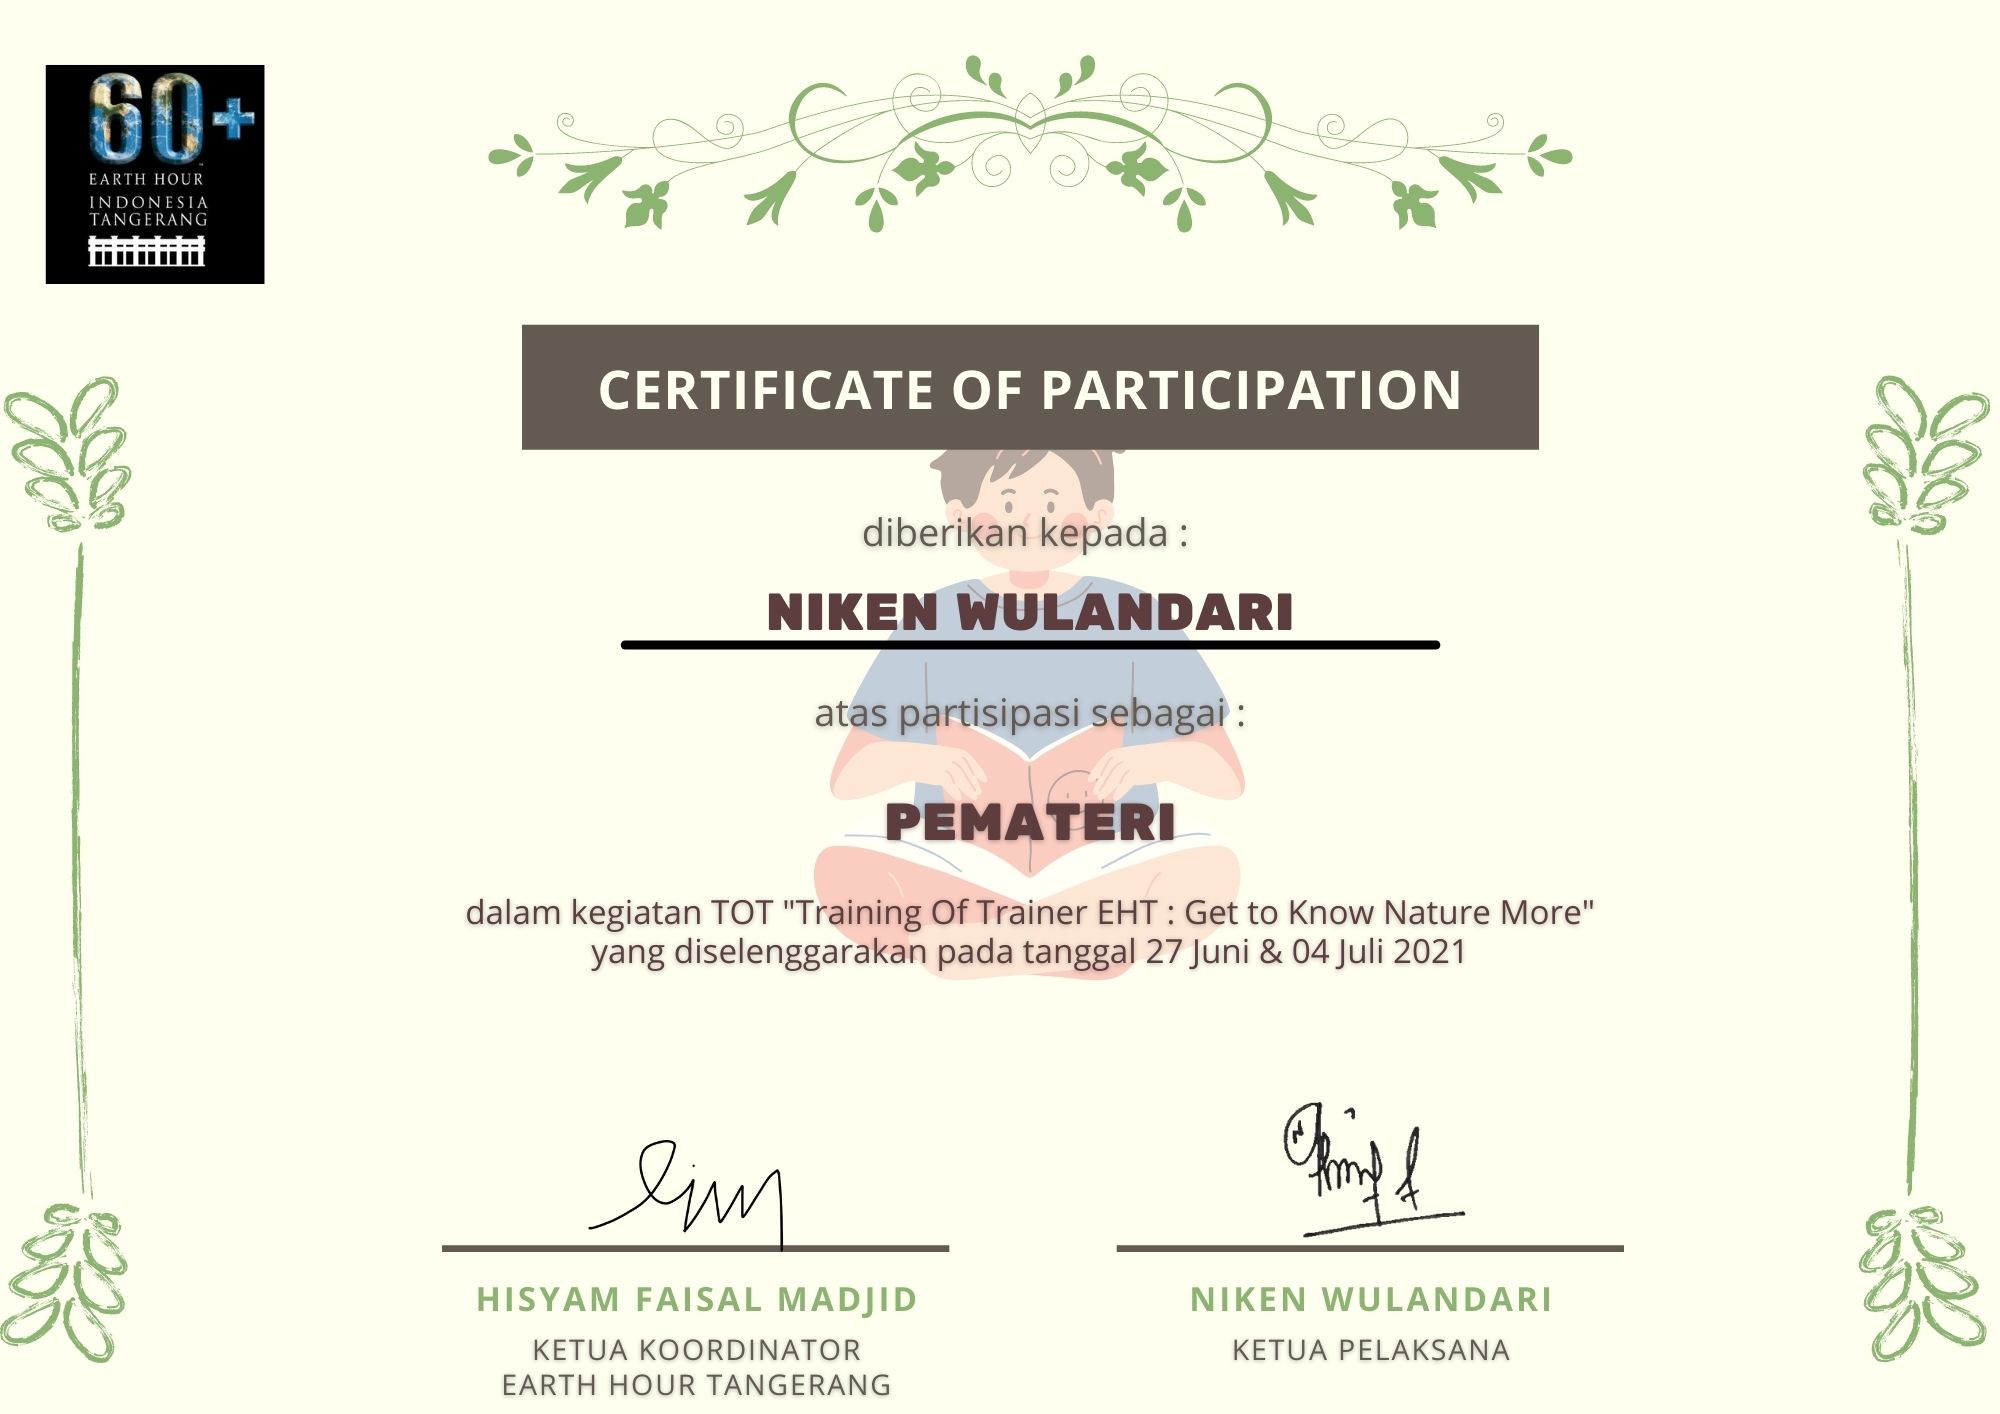 60+
EARTH HOUR
INDONESIA
TANGERANG
CERTIFICATE OF PARTICIPATION
diberikan kepada :
NIKEN WULANDARI
atas partisipasi sebagai :
PEMATERI
dalam kegiatan TOT "Training Of Trainer EHT : Get to Know Nature More"
yang diselenggarakan pada tanggal 27 Juni & 04 Juli 2021
HISYAM FAISAL MADJID
KETUA KOORDINATOR
EARTH HOUR TANGERANG
NIKEN WULANDARI
KETUA PELAKSANA